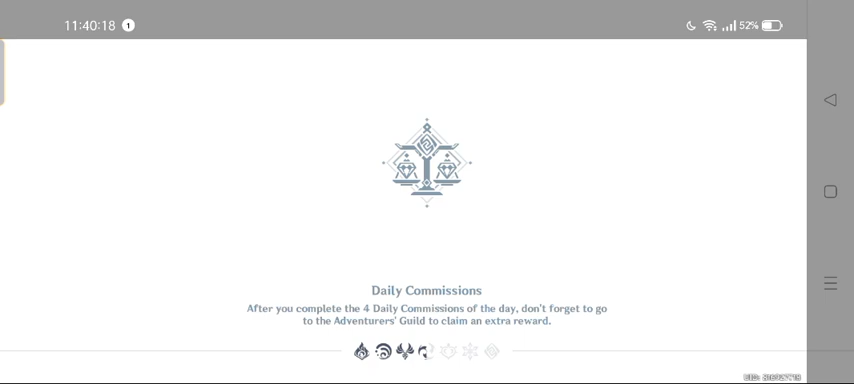 11:40:18 1 52%
Daily Commissions
After you complete the 4 Daily Commissions of the day, don't forget to go
to the Adventurers' Guild to claim an extra reward.